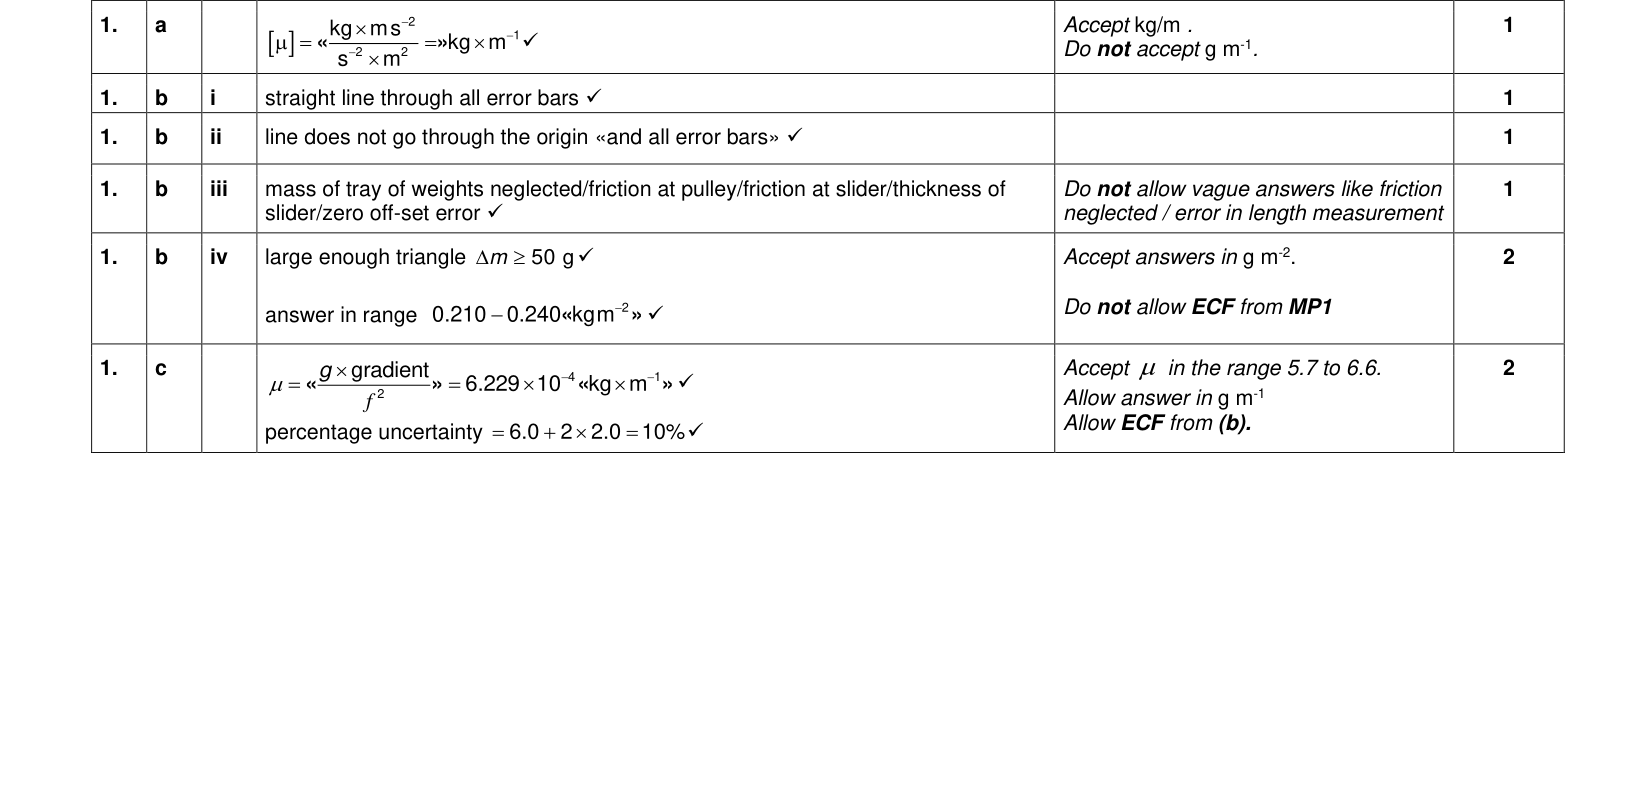 1. a [μ] = «kg × m s⁻² / s⁻² × m² =» kg × m⁻¹ ✓ Accept kg/m . 1
Do not accept g m⁻¹.
1. b i straight line through all error bars ✓ 1
1. b ii line does not go through the origin «and all error bars» ✓ 1
1. b iii mass of tray of weights neglected/friction at pulley/friction at slider/thickness of Do not allow vague answers like friction 1
slider/zero off-set error ✓ neglected / error in length measurement
1. b iv large enough triangle Δm ≥ 50 g ✓ Accept answers in g m⁻². 2
answer in range 0.210 – 0.240 «kg m⁻²» ✓ Do not allow ECF from MP1
1. c μ = «g × gradient / f²» = 6.229 × 10⁻⁴ «kg × m⁻¹» ✓ Accept μ in the range 5.7 to 6.6. 2
Allow answer in g m⁻¹
percentage uncertainty = 6.0 + 2 × 2.0 = 10% ✓ Allow ECF from (b).